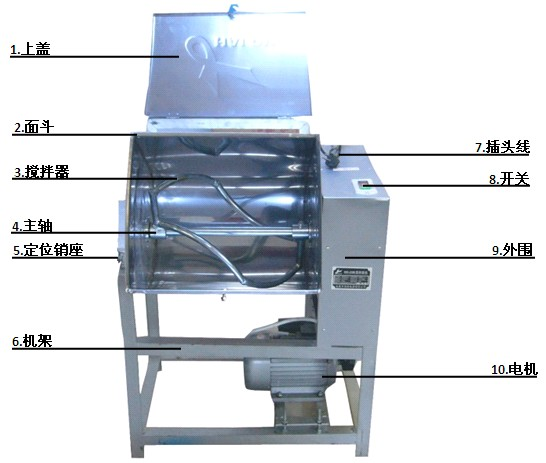 1.上盖
2.面斗
3.搅拌器
4.主轴
5.定位销座
6.机架
7.插头线
8.开关
9.外围
10.电机